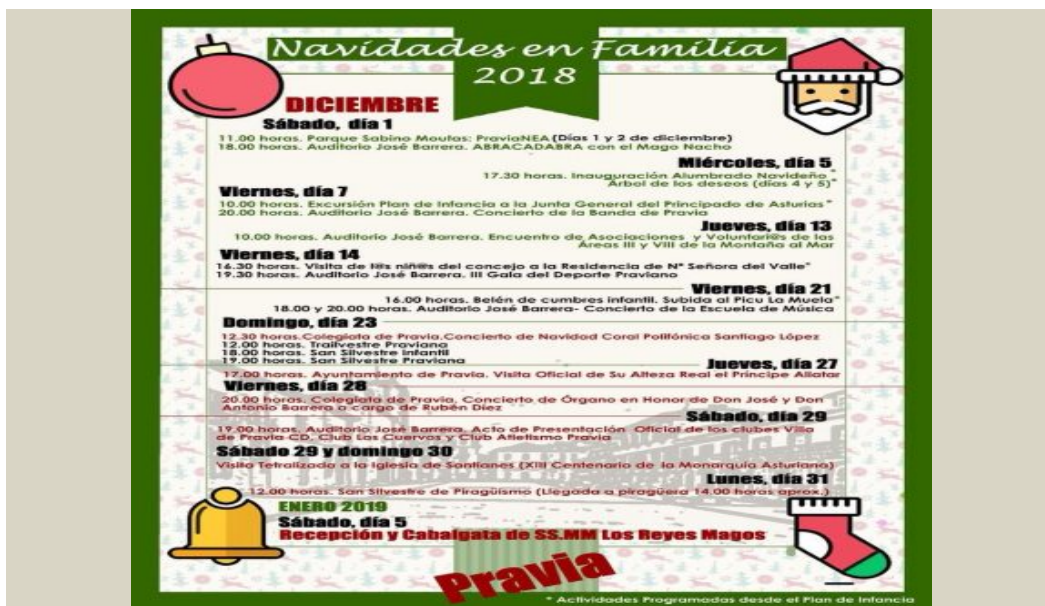 Navidades en Familia
2018
DICIEMBRE
Sábado, día 1
11.00 horas. Parque Sabino Moutas: PraviaNEA (Días 1 y 2 de diciembre)
18.00 horas. Auditorio José Barrera. ABRACADABRA con el Mago Nacho
Miércoles, día 5
17.30 horas. Inauguración Alumbrado Navideño *
Árbol de los deseos (días 4 y 5)*
Viernes, día 7
10.00 horas. Excursión Plan de Infancia a la Junta General del Principado de Asturias *
20.00 horas. Auditorio José Barrera. Concierto de la Banda de Pravia
Jueves, día 13
10.00 horas. Auditorio José Barrera. Encuentro de Asociaciones y Voluntari@s de las
Áreas III y VIII de la Montaña al Mar
Viernes, día 14
16.30 horas. Visita de l@s niñ@s del concejo a la Residencia de Nª Señora del Valle*
19.30 horas. Auditorio José Barrera. III Gala del Deporte Praviano
Viernes, día 21
16.00 horas. Belén de cumbres infantil. Subida al Picu La Muela*
18.00 y 20.00 horas. Auditorio José Barrera- Concierto de la Escuela de Música
Domingo, día 23
12.30 horas.Colegiata de Pravia.Concierto de Navidad Coral Polifónica Santiago López
12.00 horas. Trailvestre Praviana
18.00 horas. San Silvestre Infantil
19.00 horas. San Silvestre Praviana
Jueves, día 27
17.00 horas. Ayuntamiento de Pravia. Visita Oficial de Su Alteza Real el Príncipe Aliatar
Viernes, día 28
20.00 horas. Colegiata de Pravia. Concierto de Órgano en Honor de Don José y Don
Antonio Barrera a cargo de Rubén Díez
Sábado, día 29
19.00 horas. Auditorio José Barrera. Acto de Presentación Oficial de los clubes Villa
de Pravia CD, Club Los Cuervos y Club Atletismo Pravia
Sábado 29 y domingo 30
Visita Tetralizada a la Iglesia de Santianes (XIII Centenario de la Monarquía Asturiana)
Lunes, día 31
12.00 horas. San Silvestre de Piragüismo (Llegada a piragüera 14.00 horas aprox.)
ENERO 2019
Sábado, día 5
Recepción y Cabalgata de SS.MM Los Reyes Magos
Pravia
* Actividades Programadas desde el Plan de Infancia